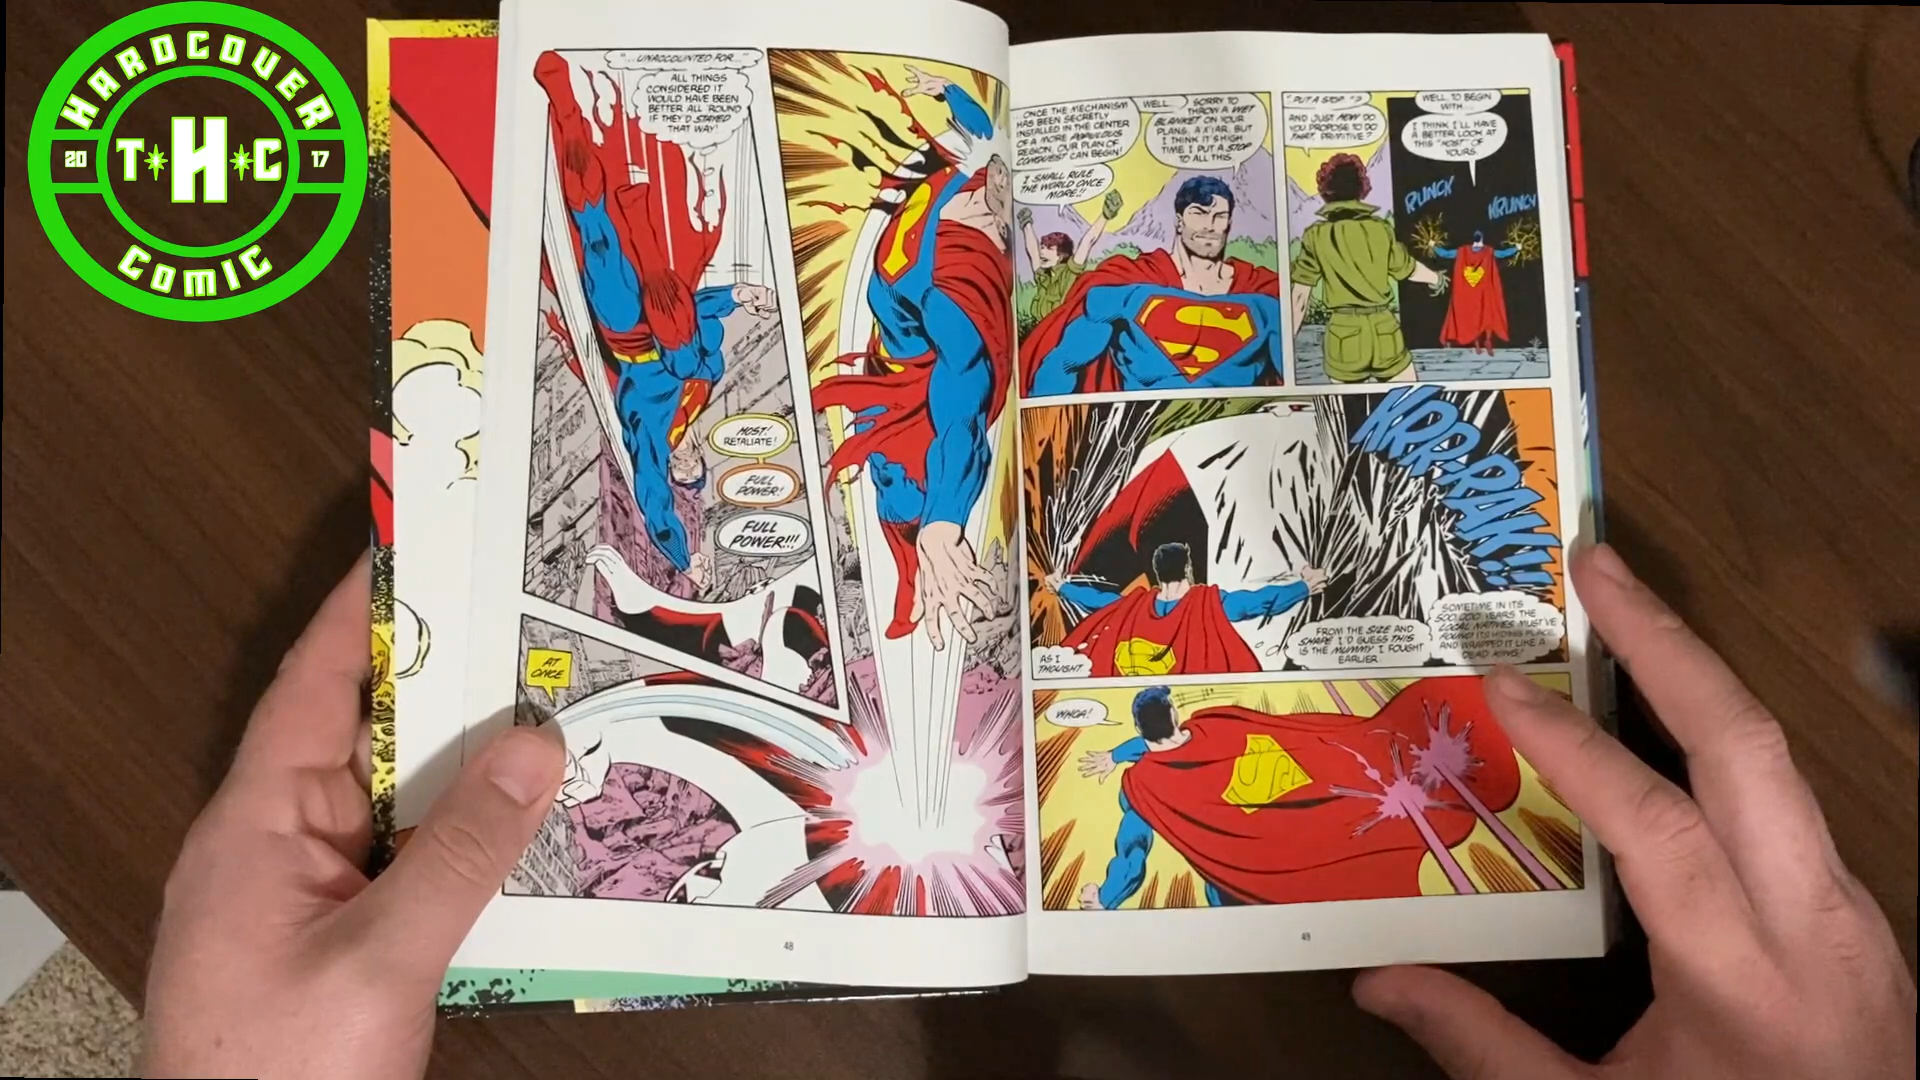 HARDCOVER
20
T*H*C
17
COMIC
"...UNACCOUNTED FOR..."
ALL THINGS
CONSIDERED IT
WOULD HAVE BEEN
BETTER ALL 'ROUND
IF THEY'D STAYED
THAT WAY!
HOST!
RETALIATE!
FULL
POWER!
FULL
POWER!!!
AT
ONCE
48
...ONCE THE MECHANISM
HAS BEEN SECRETLY
INSTALLED IN THE CENTER
OF A MORE POPULOUS
REGION, OUR PLAN OF
CONQUEST CAN BEGIN!
I SHALL RULE
THE WORLD ONCE
MORE!!
WELL...
SORRY TO
THROW A WET
BLANKET ON YOUR
PLANS, A'X'AR, BUT
I THINK IT'S HIGH
TIME I PUT A STOP
TO ALL THIS.
"PUT A STOP"?
AND JUST HOW DO
YOU PROPOSE TO DO
THAT, PRIMITIVE?
WELL, TO BEGIN
WITH...
I THINK I'LL HAVE
A BETTER LOOK AT
THIS "HOST" OF
YOURS.
RUNCH
KRUNCH
KRR-RRAK!!
AS I
THOUGHT.
FROM THE SIZE AND
SHAPE I'D GUESS THIS
IS THE MUMMY I FOUGHT
EARLIER.
SOMETIME IN ITS
500,000 YEARS THE
LOCAL NATIVES MUST'VE
FOUND ITS HIDING PLACE,
AND WRAPPED IT LIKE A
DEAD KING!
WHOA!
49